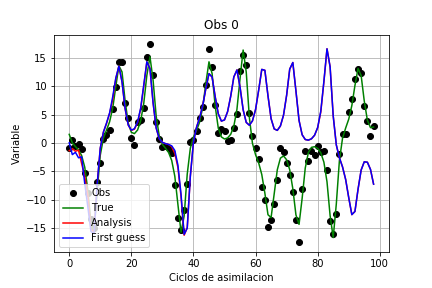 Obs 0
Variable
15
10
5
0
−5
−10
−15
Obs
True
Analysis
First guess
0
20
40
60
80
100
Ciclos de asimilacion